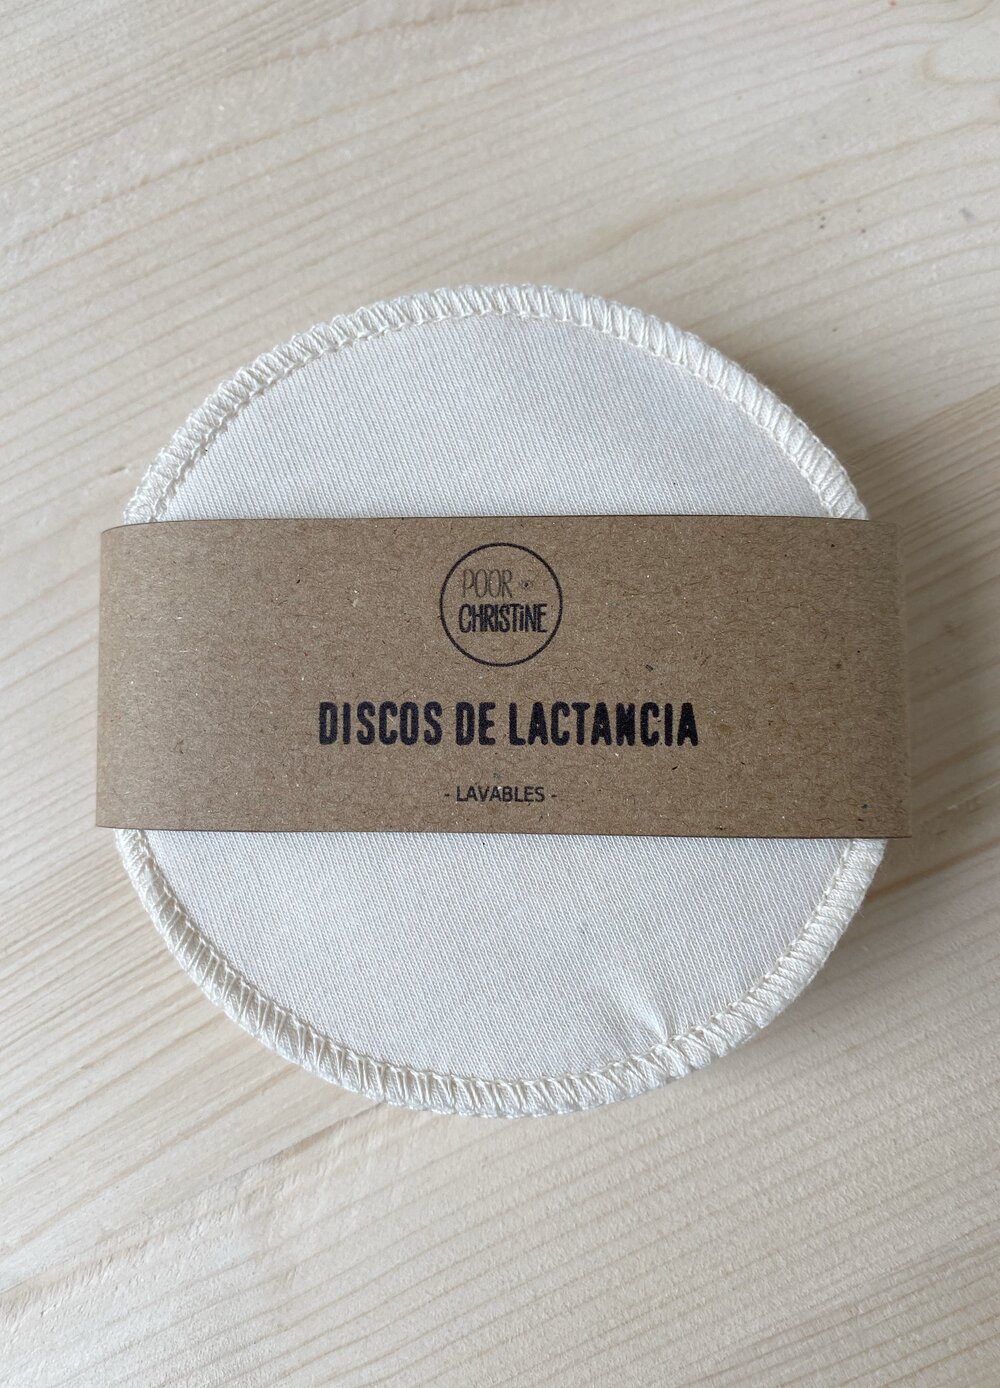 POOR
CHRISTINE
DISCOS DE LACTANCIA
- LAVABLES -